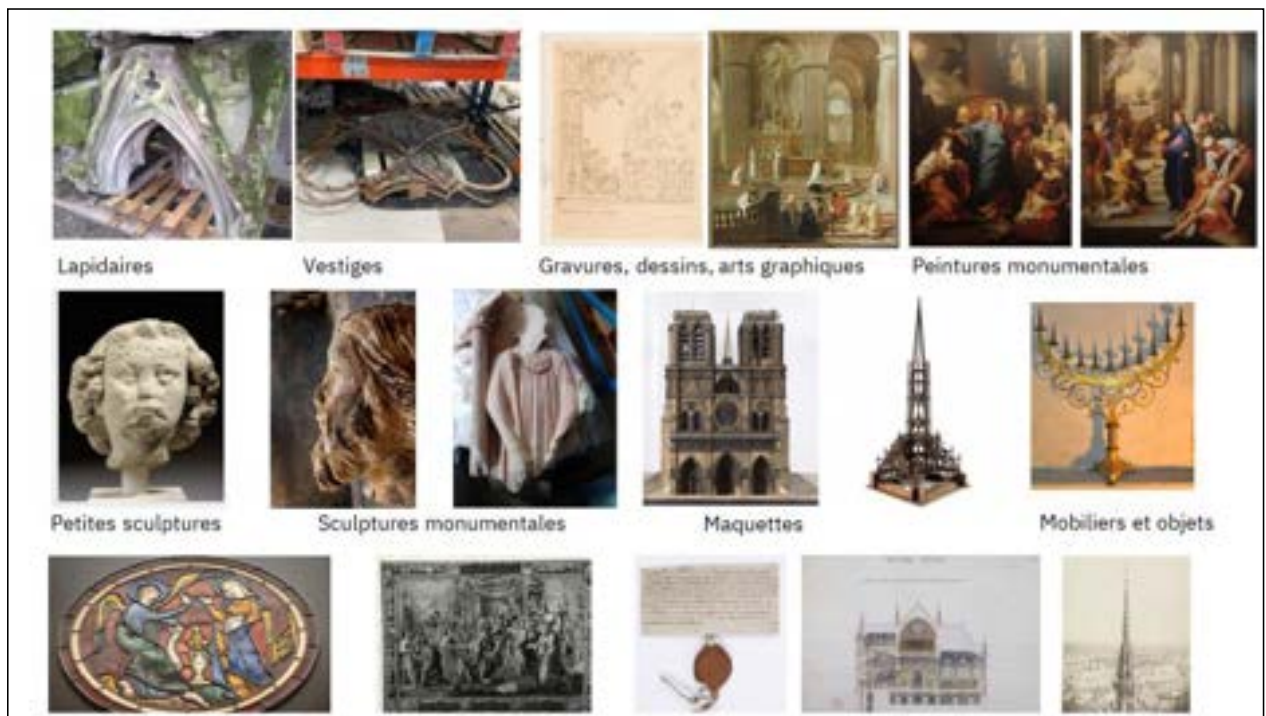 Lapidaires
Vestiges
Gravures, dessins, arts graphiques
Peintures monumentales
Petites sculptures
Sculptures monumentales
Maquettes
Mobiliers et objets